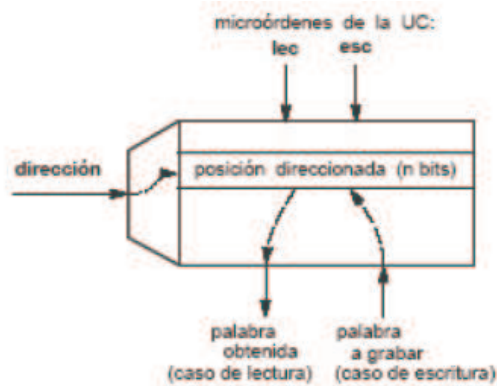 microórdenes de la UC:
lec esc
dirección
posición direccionada (n bits)
palabra
obtenida
(caso de lectura)
palabra
a grabar
(caso de escritura)